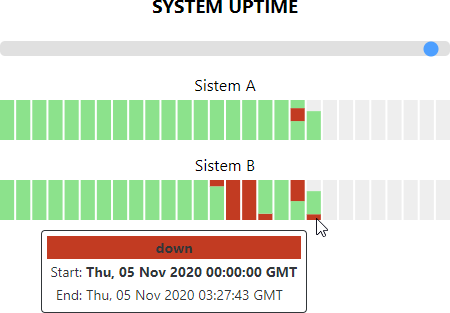 SYSTEM UPTIME
Sistem A
Sistem B
down
Start: Thu, 05 Nov 2020 00:00:00 GMT
End: Thu, 05 Nov 2020 03:27:43 GMT